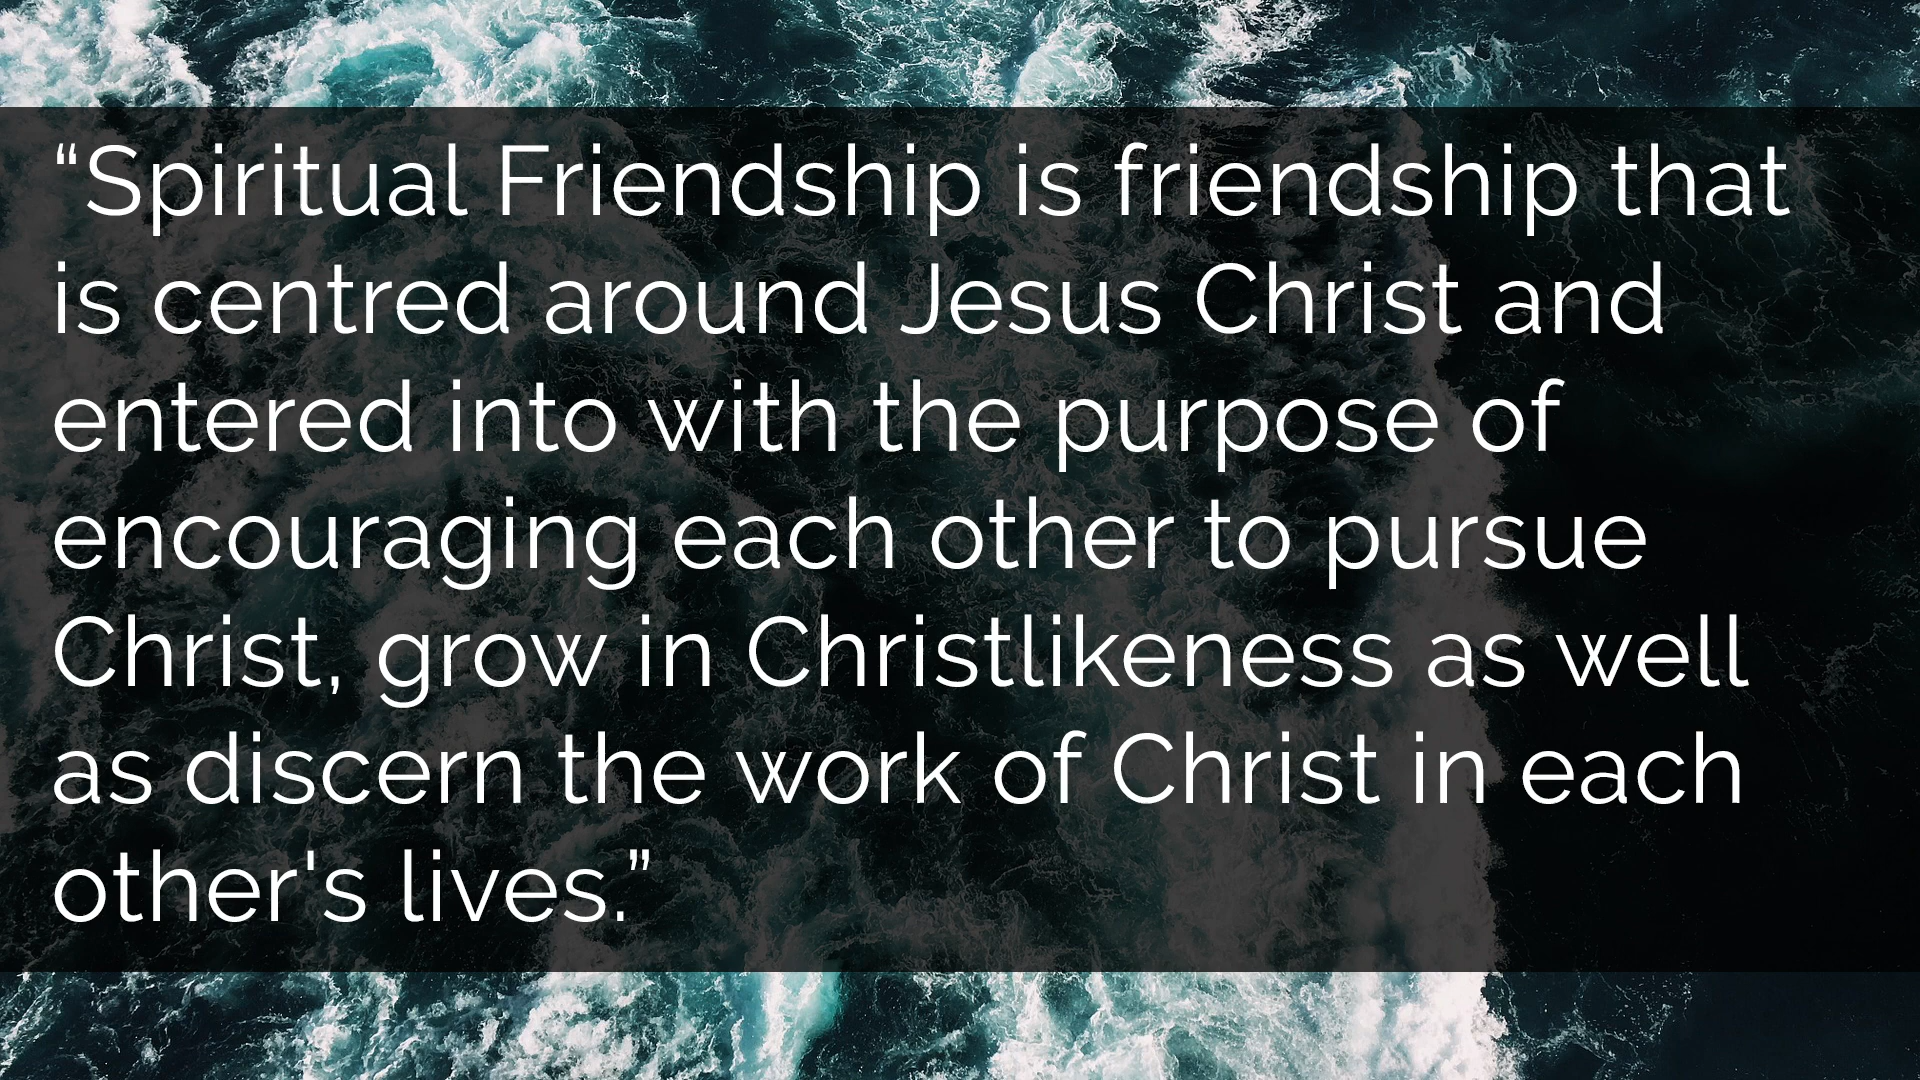 “Spiritual Friendship is friendship that
is centred around Jesus Christ and
entered into with the purpose of
encouraging each other to pursue
Christ, grow in Christlikeness as well
as discern the work of Christ in each
other's lives.”